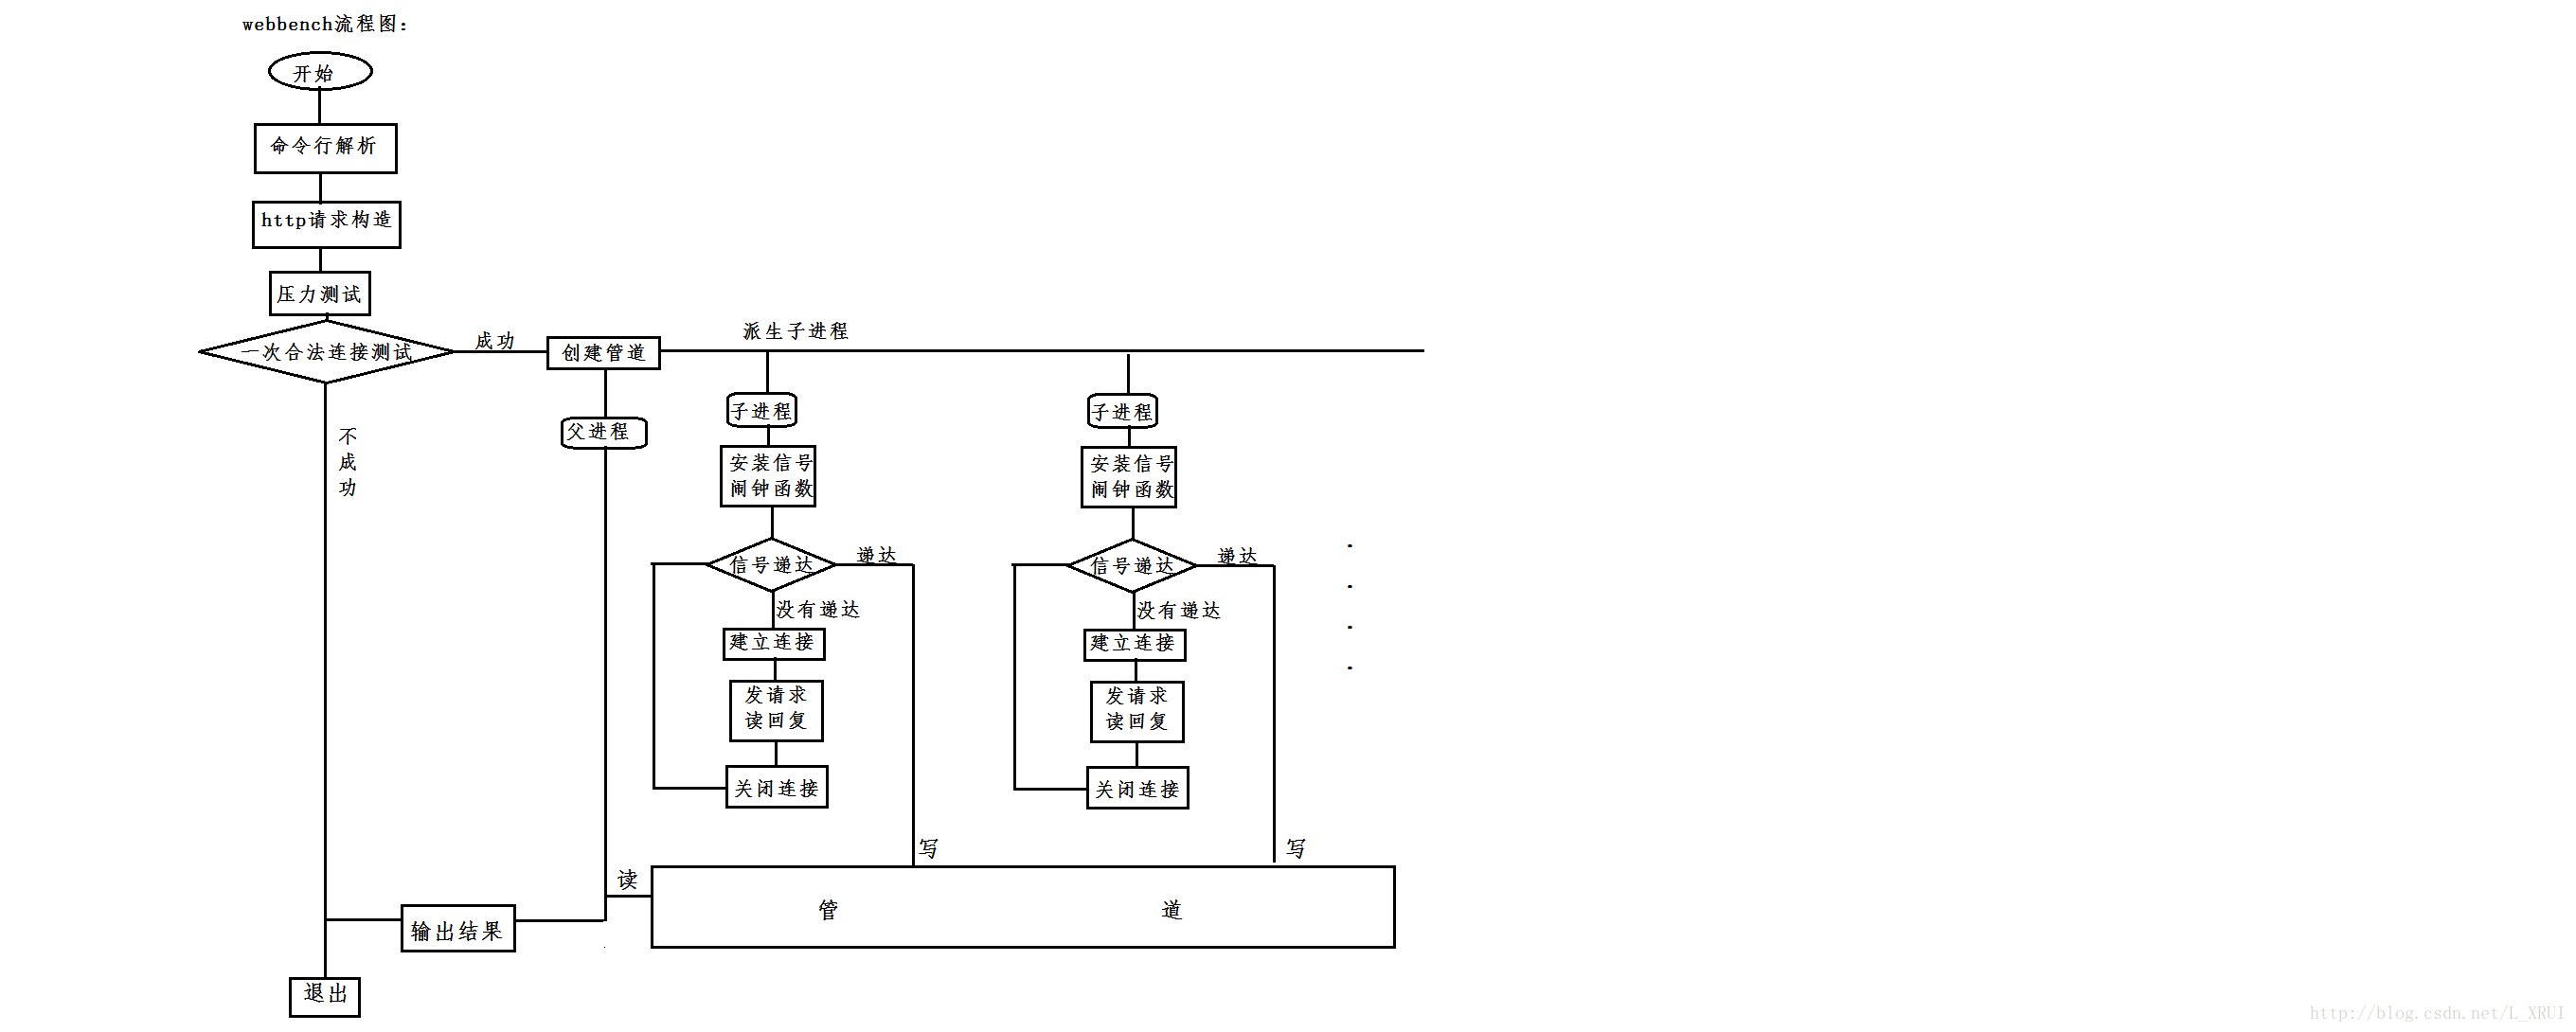 webbench流程图：
开始
命令行解析
http请求构造
压力测试
一次合法连接测试
成功
不
成
功
创建管道
派生子进程
父进程
子进程
安装信号
闹钟函数
信号递达
递达
没有递达
建立连接
发请求
读回复
关闭连接
写
子进程
安装信号
闹钟函数
信号递达
递达
没有递达
建立连接
发请求
读回复
关闭连接
写
读
管 道
输出结果
退出
http://blog.csdn.net/L_XRUI